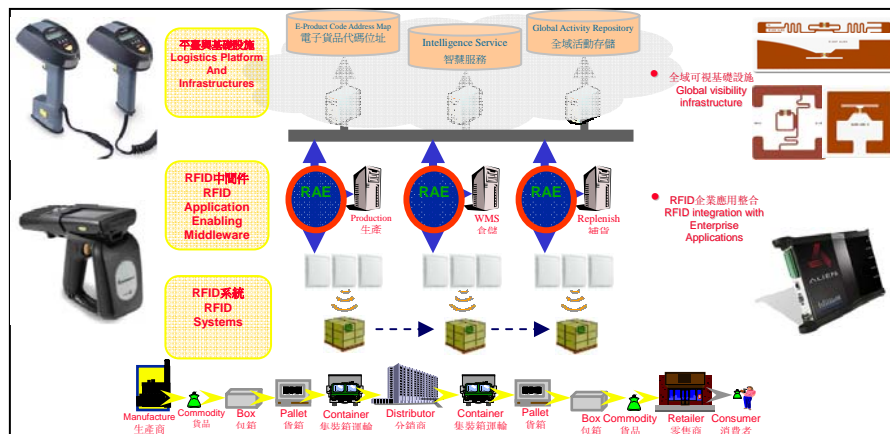 平臺與基礎設施
Logistics Platform
And
Infrastructures
E-Product Code Address Map
電子貨品代碼位址
Intelligence Service
智慧服務
Global Activity Repository
全域活動存儲
全域可視基礎設施
Global visibility
infrastructure
RFID中間件
RFID
Application
Enabling
Middleware
RAE
Production
生產
RAE
WMS
倉儲
RAE
Replenish
補貨
RFID企業應用整合
RFID integration with
Enterprise
Applications
ALIEN
RFID系統
RFID
Systems
Manufacture
生產商
Commodity
貨品
Box
包箱
Pallet
貨箱
Container
集裝箱運輸
Distributor
分銷商
Container
集裝箱運輸
Pallet
貨箱
Box
包箱
Commodity
貨品
Retailer
零售商
Consumer
消費者